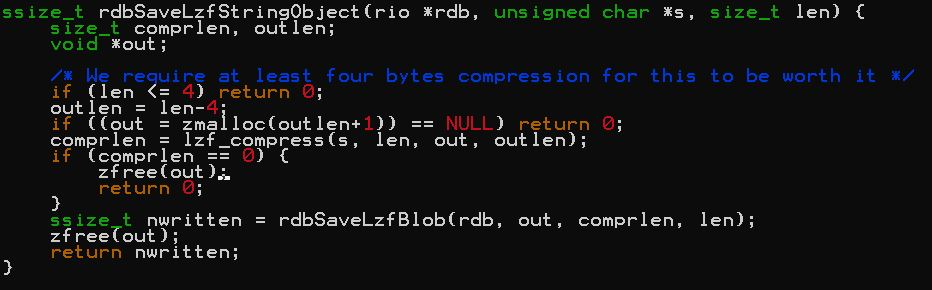 ssize_t rdbSaveLzfStringObject(rio *rdb, unsigned char *s, size_t len) {
    size_t comprlen, outlen;
    void *out;

    /* We require at least four bytes compression for this to be worth it */
    if (len <= 4) return 0;
    outlen = len-4;
    if ((out = zmalloc(outlen+1)) == NULL) return 0;
    comprlen = lzf_compress(s, len, out, outlen);
    if (comprlen == 0) {
        zfree(out);
        return 0;
    }
    ssize_t nwritten = rdbSaveLzfBlob(rdb, out, comprlen, len);
    zfree(out);
    return nwritten;
}